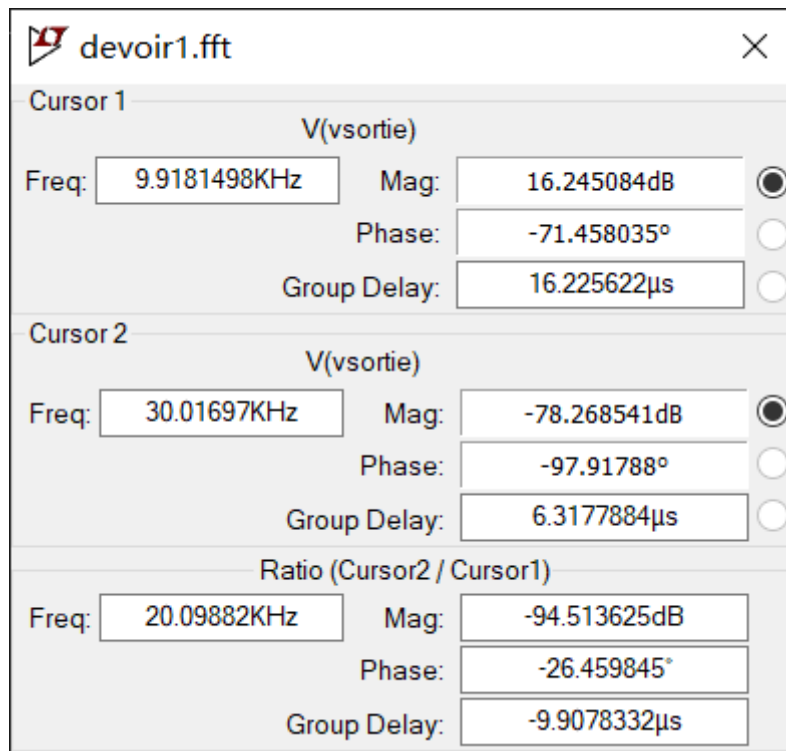 devoir1.fft
Cursor 1
V(vsortie)
Freq: 9.9181498KHz Mag: 16.245084dB
Phase: -71.458035º
Group Delay: 16.225622µs
Cursor 2
V(vsortie)
Freq: 30.01697KHz Mag: -78.268541dB
Phase: -97.91788º
Group Delay: 6.3177884µs
Ratio (Cursor2 / Cursor1)
Freq: 20.09882KHz Mag: -94.513625dB
Phase: -26.459845°
Group Delay: -9.9078332µs